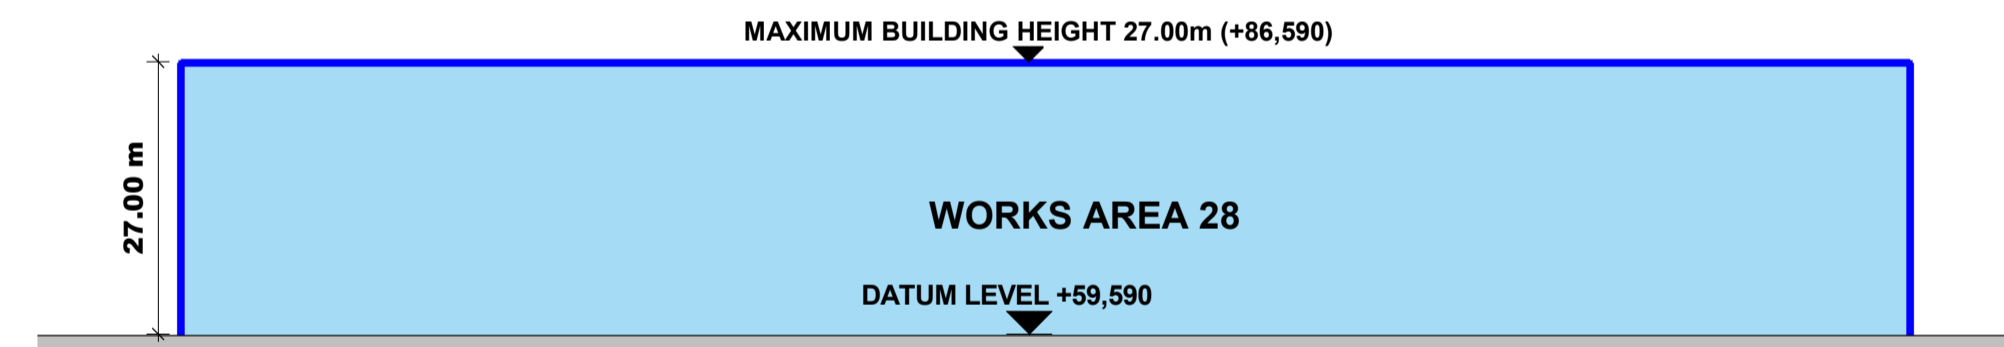 MAXIMUM BUILDING HEIGHT 27.00m (+86,590)
27.00 m
WORKS AREA 28
DATUM LEVEL +59,590